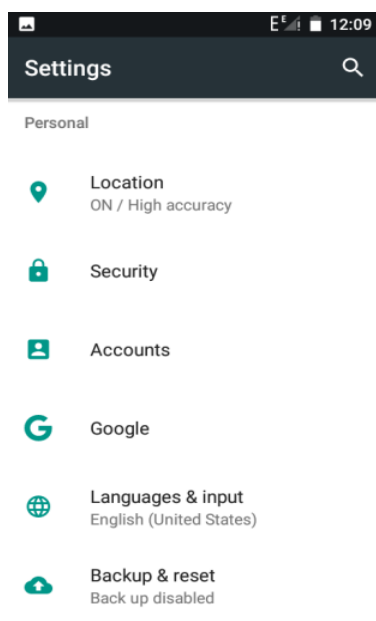 E E 12:09
Settings
Personal
Location
ON / High accuracy
Security
Accounts
Google
Languages & input
English (United States)
Backup & reset
Back up disabled